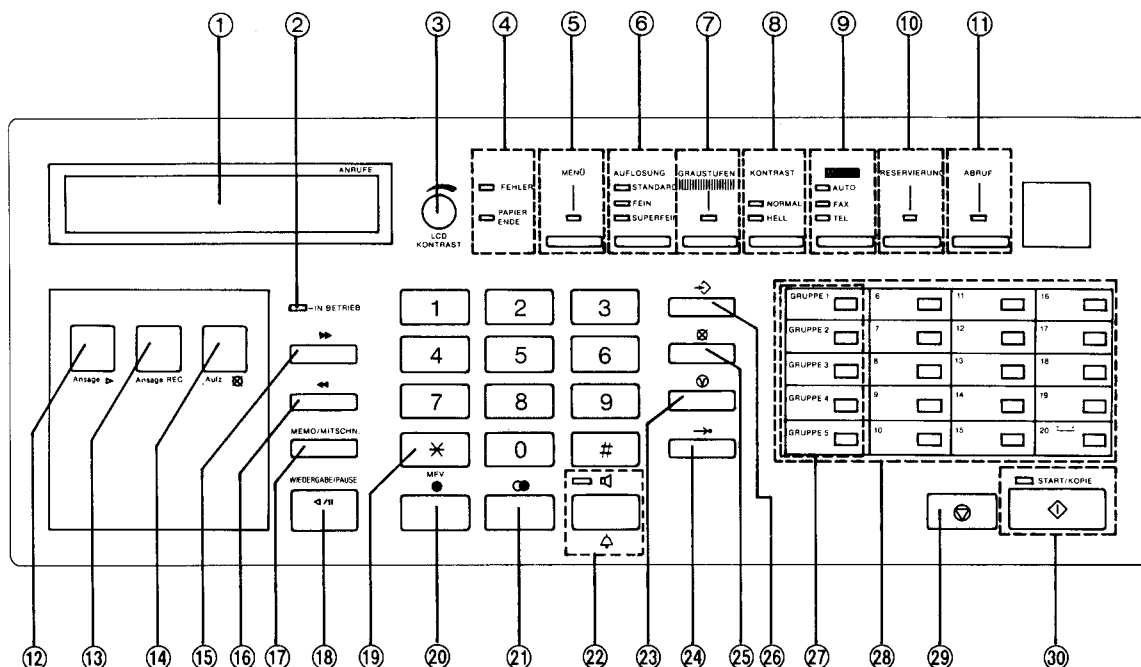 ① ② ③ ④ ⑤ ⑥ ⑦ ⑧ ⑨ ⑩ ⑪
ANRUFE
LCD
KONTRAST
FEHLER
PAPIER
ENDE
MENÜ
AUFLÖSUNG
STANDARD
FEIN
SUPERFEIN
GRAUSTUFEN
KONTRAST
NORMAL
HELL
AUTO
FAX
TEL
RESERVIERUNG
ABRUF
IN BETRIEB
Ansage
Ansage REC
Aufz
MEMO/MITSCHN.
WIEDERGABE/PAUSE
1 2 3
4 5 6
7 8 9
* 0 #
MFV
GRUPPE 1 6 11 16
GRUPPE 2 7 12 17
GRUPPE 3 8 13 18
GRUPPE 4 9 14 19
GRUPPE 5 10 15 20
START/KOPIE
⑫ ⑬ ⑭ ⑮ ⑯ ⑰ ⑱ ⑲ ⑳ ㉑ ㉒ ㉓ ㉔ ㉕ ㉖ ㉗ ㉘ ㉙ ㉚